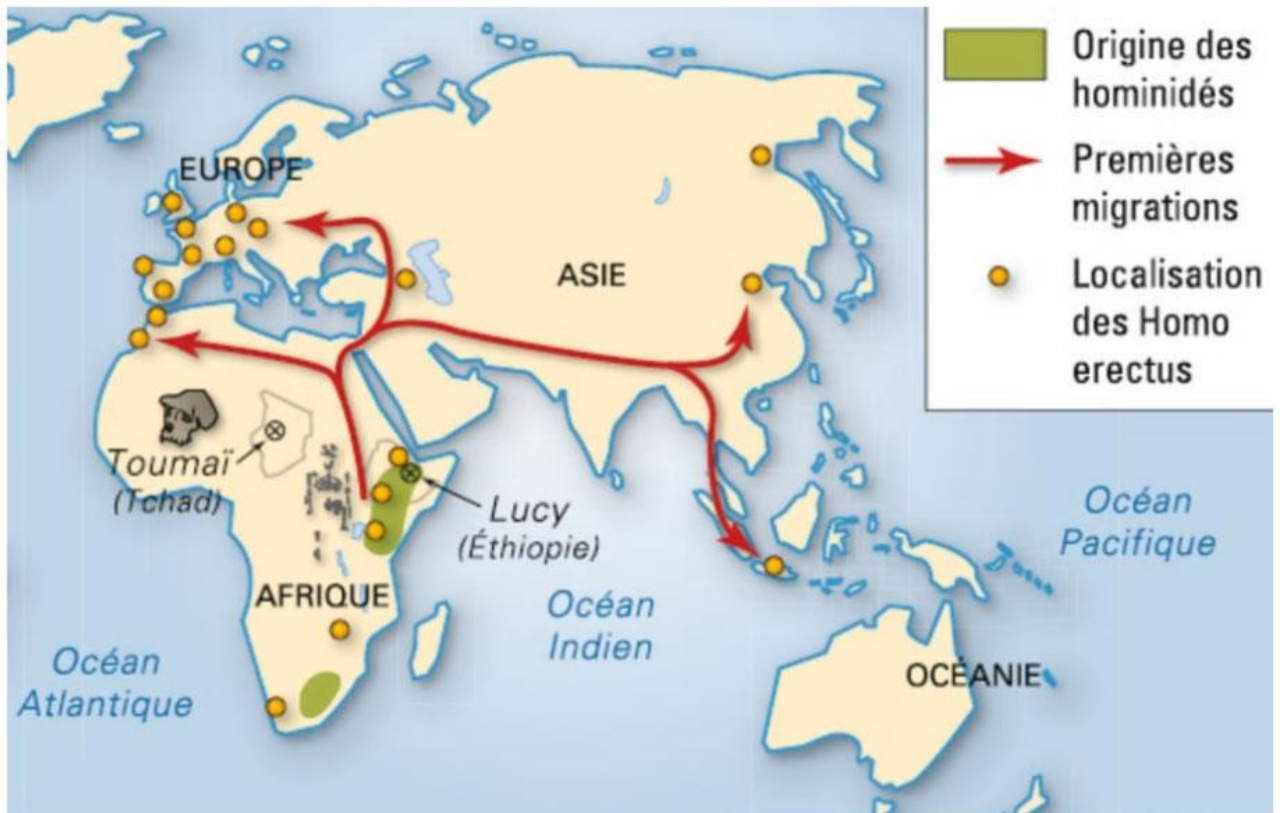 Origine des
hominidés
Premières
migrations
Localisation
des Homo
erectus
EUROPE
ASIE
Toumaï
(Tchad)
Lucy
(Éthiopie)
AFRIQUE
Océan
Indien
Océan
Pacifique
Océan
Atlantique
OCÉANIE